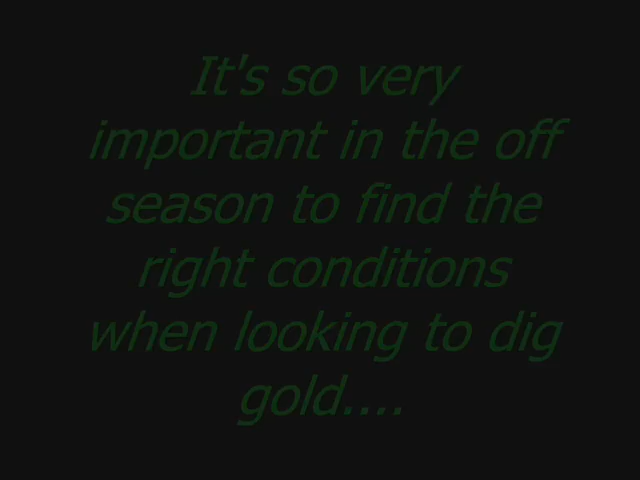 It's so very
important in the off
season to find the
right conditions
when looking to dig
gold....